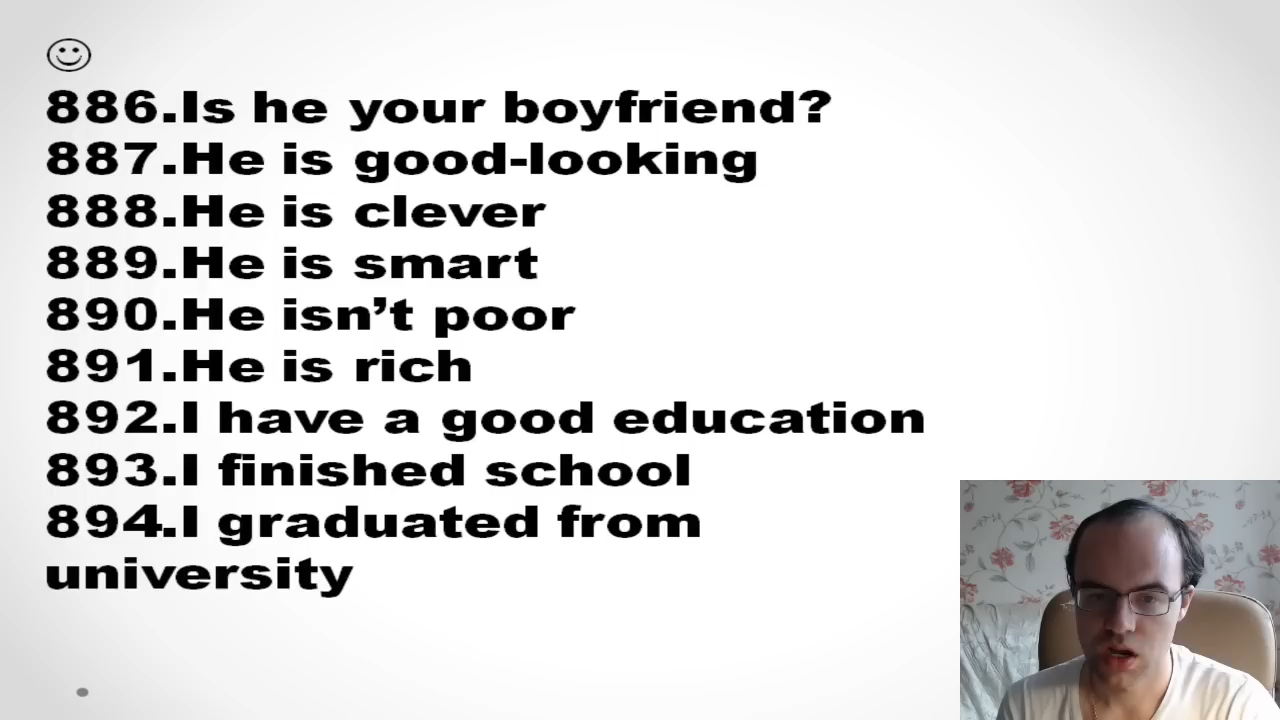 886.Is he your boyfriend?
887.He is good-looking
888.He is clever
889.He is smart
890.He isn’t poor
891.He is rich
892.I have a good education
893.I finished school
894.I graduated from
university